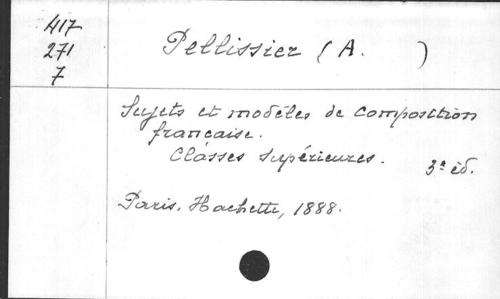 417
271
7
Pellissier (A. )
Sujets et modèles de composition
française.
Classes supérieures.
3e éd.
Paris, Hachette, 1888.